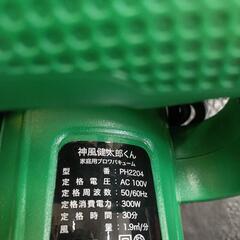 神風健太郎くん
家庭用ブロワバキューム
型 番 : PH2204
定格電圧 : AC 100V
定格周波数 : 50/60Hz
定格消費電力 : 300W
定格時間 : 30分
風 量 : 1.9㎥/分